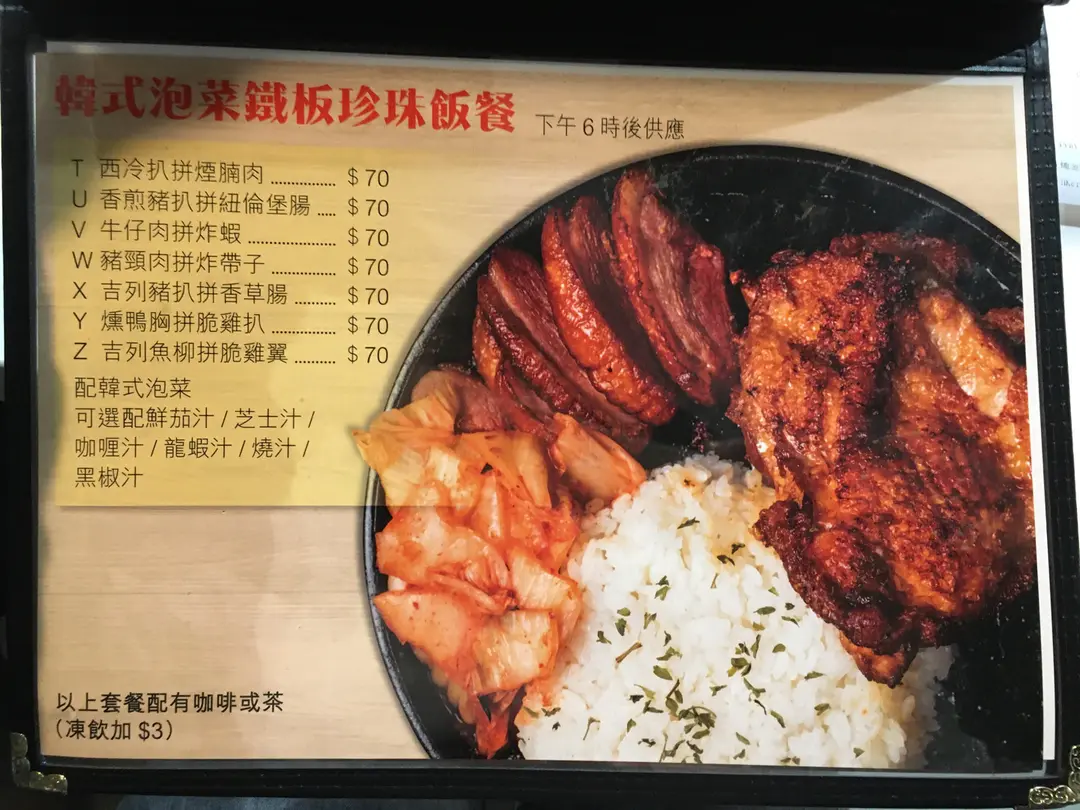 韓式泡菜鐵板珍珠飯餐 下午6時後供應
T 西冷扒拼煙腩肉 ............... $70
U 香煎豬扒拼紐倫堡腸 ..... $70
V 牛仔肉拼炸蝦 .................... $70
W 豬頸肉拼炸帶子 ............... $70
X 吉列豬扒拼香草腸 .......... $70
Y 燻鴨胸拼脆雞扒 ............... $70
Z 吉列魚柳拼脆雞翼 .......... $70
配韓式泡菜
可選配鮮茄汁 / 芝士汁 /
咖喱汁 / 龍蝦汁 / 燒汁 /
黑椒汁
以上套餐配有咖啡或茶
(凍飲加 $3)